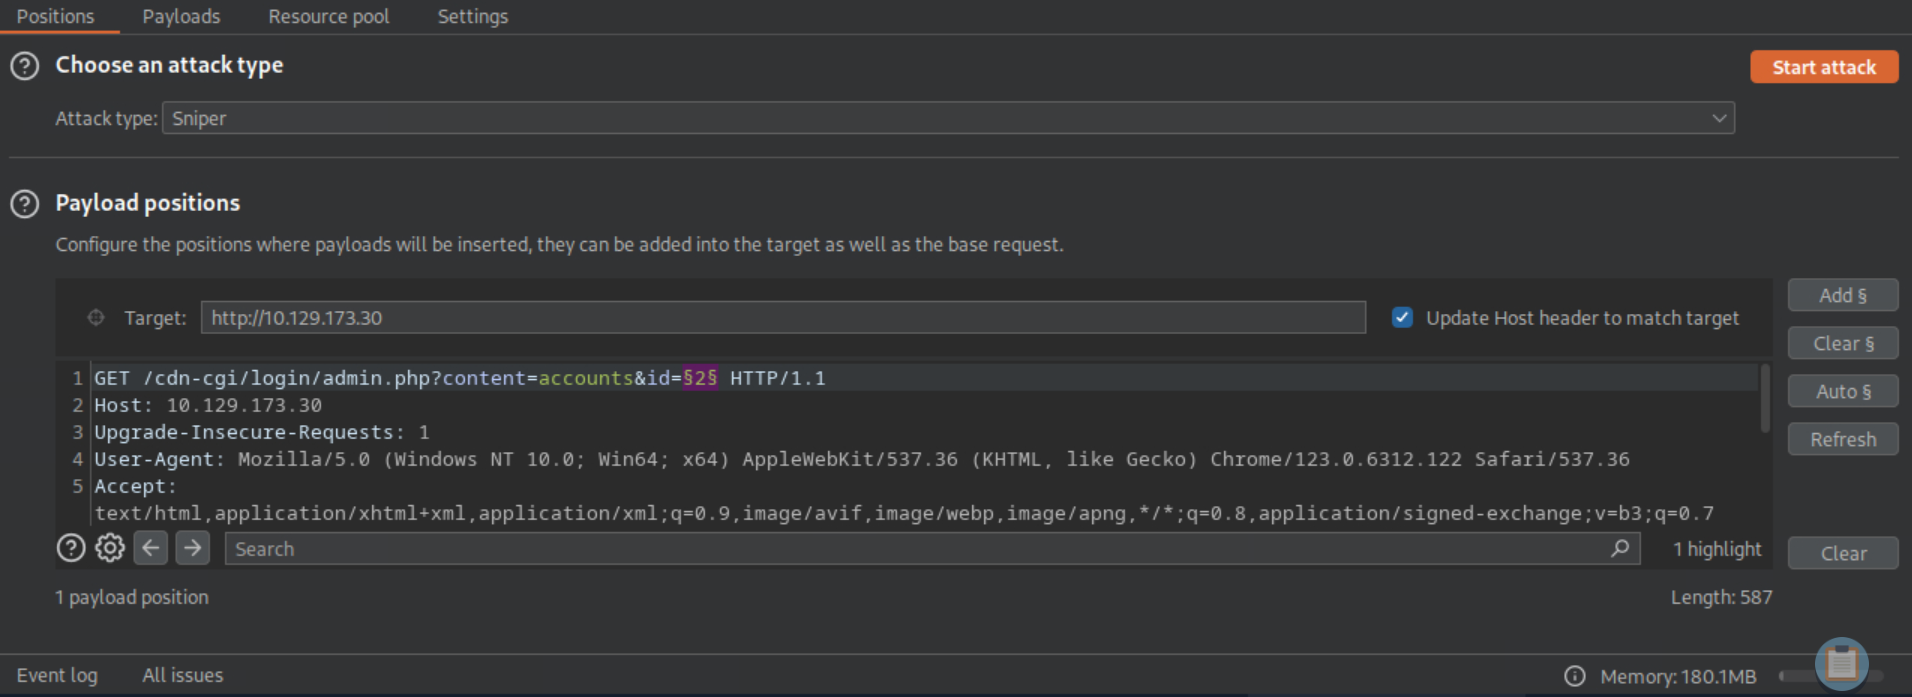 Positions Payloads Resource pool Settings
Choose an attack type
Start attack
Attack type: Sniper
Payload positions
Configure the positions where payloads will be inserted, they can be added into the target as well as the base request.
Target: http://10.129.173.30
Update Host header to match target
Add §
Clear §
Auto §
Refresh
1 GET /cdn-cgi/login/admin.php?content=accounts&id=§2§ HTTP/1.1
2 Host: 10.129.173.30
3 Upgrade-Insecure-Requests: 1
4 User-Agent: Mozilla/5.0 (Windows NT 10.0; Win64; x64) AppleWebKit/537.36 (KHTML, like Gecko) Chrome/123.0.6312.122 Safari/537.36
5 Accept:
text/html,application/xhtml+xml,application/xml;q=0.9,image/avif,image/webp,image/apng,*/*;q=0.8,application/signed-exchange;v=b3;q=0.7
Search
1 highlight
Clear
1 payload position
Length: 587
Event log All issues
Memory: 180.1MB